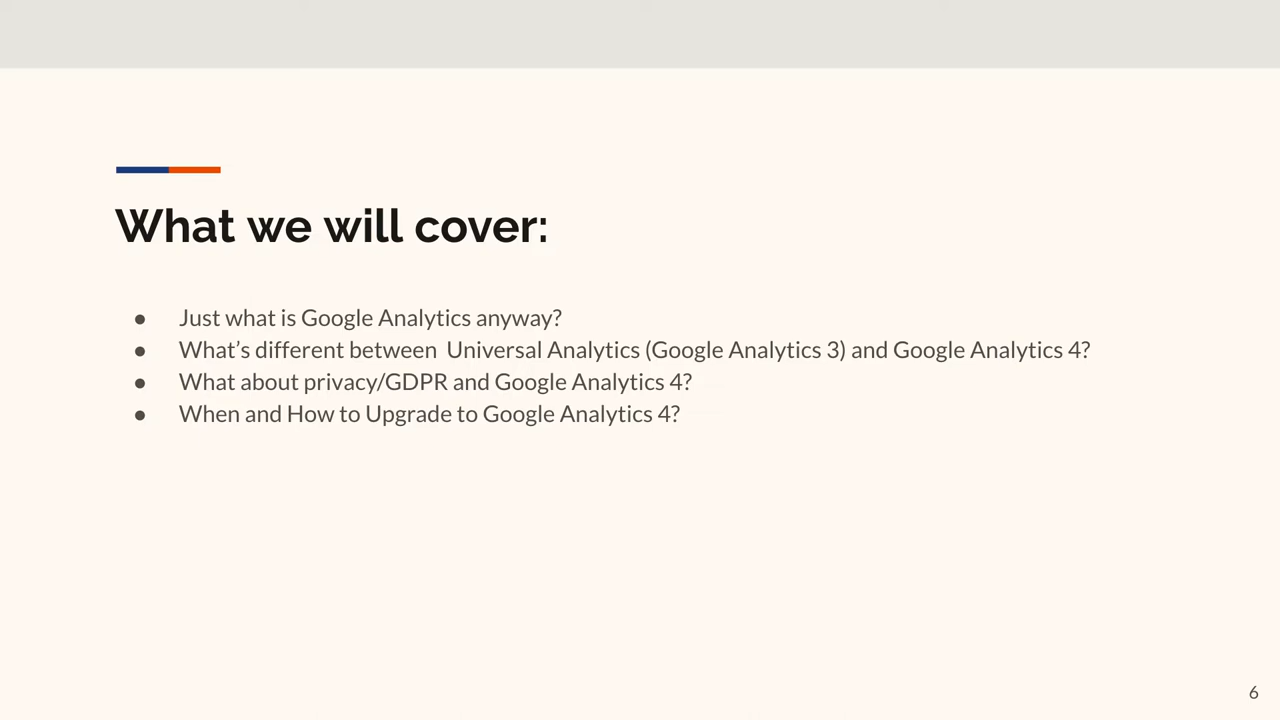 What we will cover:
● Just what is Google Analytics anyway?
● What’s different between  Universal Analytics (Google Analytics 3) and Google Analytics 4?
● What about privacy/GDPR and Google Analytics 4?
● When and How to Upgrade to Google Analytics 4?
6